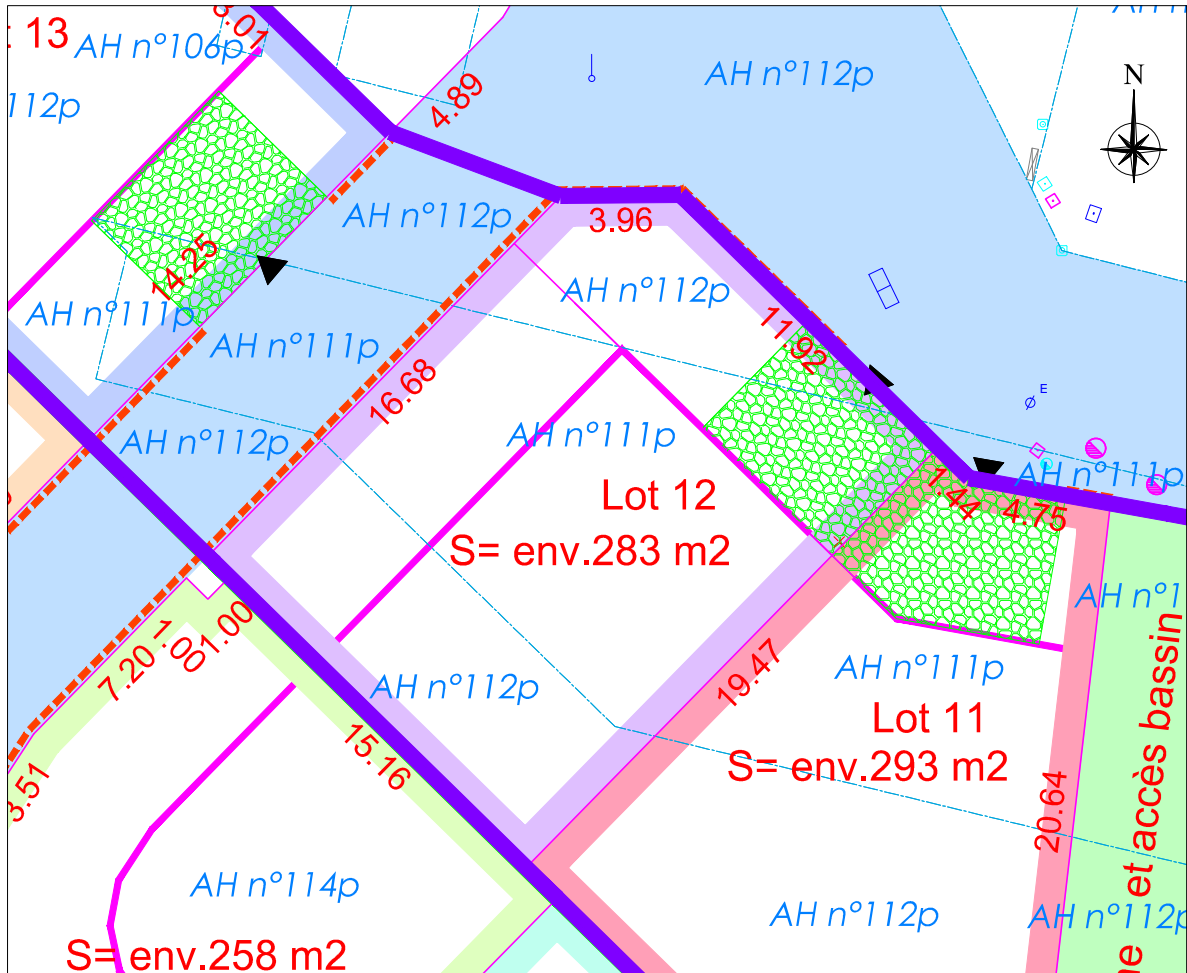 3.01
: 13
AH n°106p
AH n°112p
4.89
112p
N
AH n°112p
3.96
14.25
AH n°112p
AH n°111p
AH n°111p
11.92
16.68
E
AH n°112p
AH n°111p
AH n°111p
Lot 12
1.44
4.75
S= env.283 m2
AH n°1
1.00
1.00
7.20
19.47
AH n°111p
AH n°112p
Lot 11
15.16
S= env.293 m2
3.51
20.64
et accès bassin
AH n°114p
AH n°112p
AH n°112p
S= env.258 m2